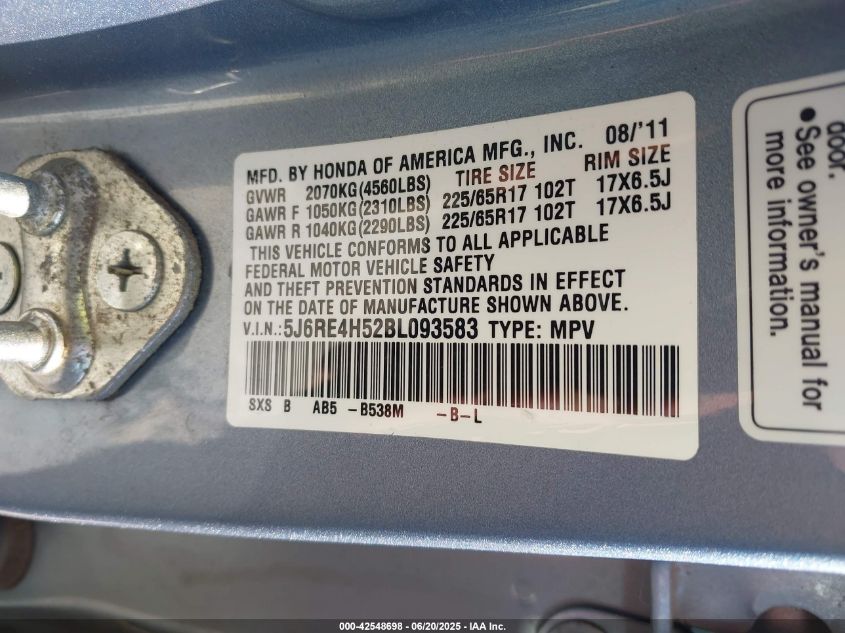 MFD. BY HONDA OF AMERICA MFG., INC. 08/'11
GVWR 2070KG(4560LBS) TIRE SIZE RIM SIZE
GAWR F 1050KG(2310LBS) 225/65R17 102T 17X6.5J
GAWR R 1040KG(2290LBS) 225/65R17 102T 17X6.5J
THIS VEHICLE CONFORMS TO ALL APPLICABLE
FEDERAL MOTOR VEHICLE SAFETY
AND THEFT PREVENTION STANDARDS IN EFFECT
ON THE DATE OF MANUFACTURE SHOWN ABOVE.
V.I.N.:5J6RE4H52BL093583 TYPE: MPV
SXS B AB5 -B538M -B-L
door.
● See owner's manual for
more information.
000-42548698 - 06/20/2025 - IAA Inc.